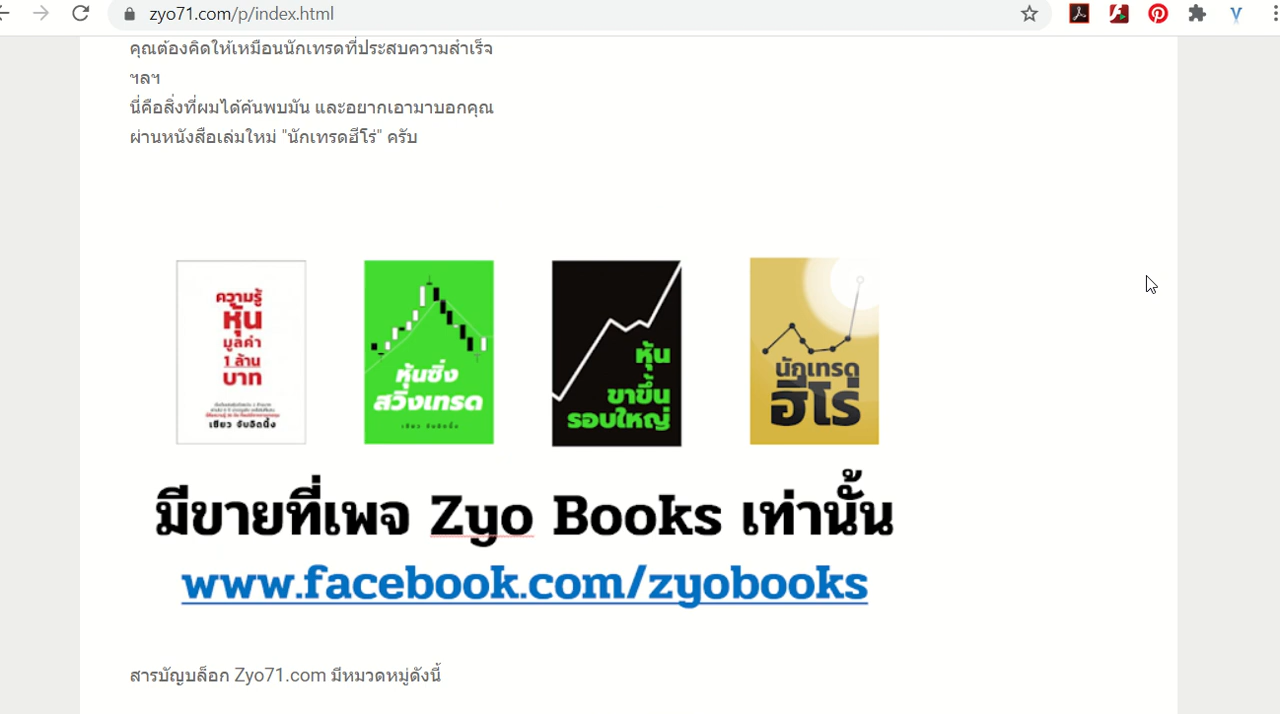 zyo71.com/p/index.html
คุณต้องคิดให้เหมือนนักเทรดที่ประสบความสำเร็จ
ฯลฯ
นี่คือสิ่งที่ผมได้ค้นพบมัน และอยากเอามาบอกคุณ
ผ่านหนังสือเล่มใหม่ "นักเทรดฮีโร่" ครับ
ความรู้
หุ้น
มูลค่า
1 ล้าน
บาท
เซียว จับอิดนึ้ง
หุ้นซิ่ง
สวิงเทรด
เซียว จับอิดนึ้ง
หุ้น
ขาขึ้น
รอบใหญ่
นักเทรด
ฮีโร่
มีขายที่เพจ Zyo Books เท่านั้น
www.facebook.com/zyobooks
สารบัญบล็อก Zyo71.com มีหมวดหมู่ดังนี้